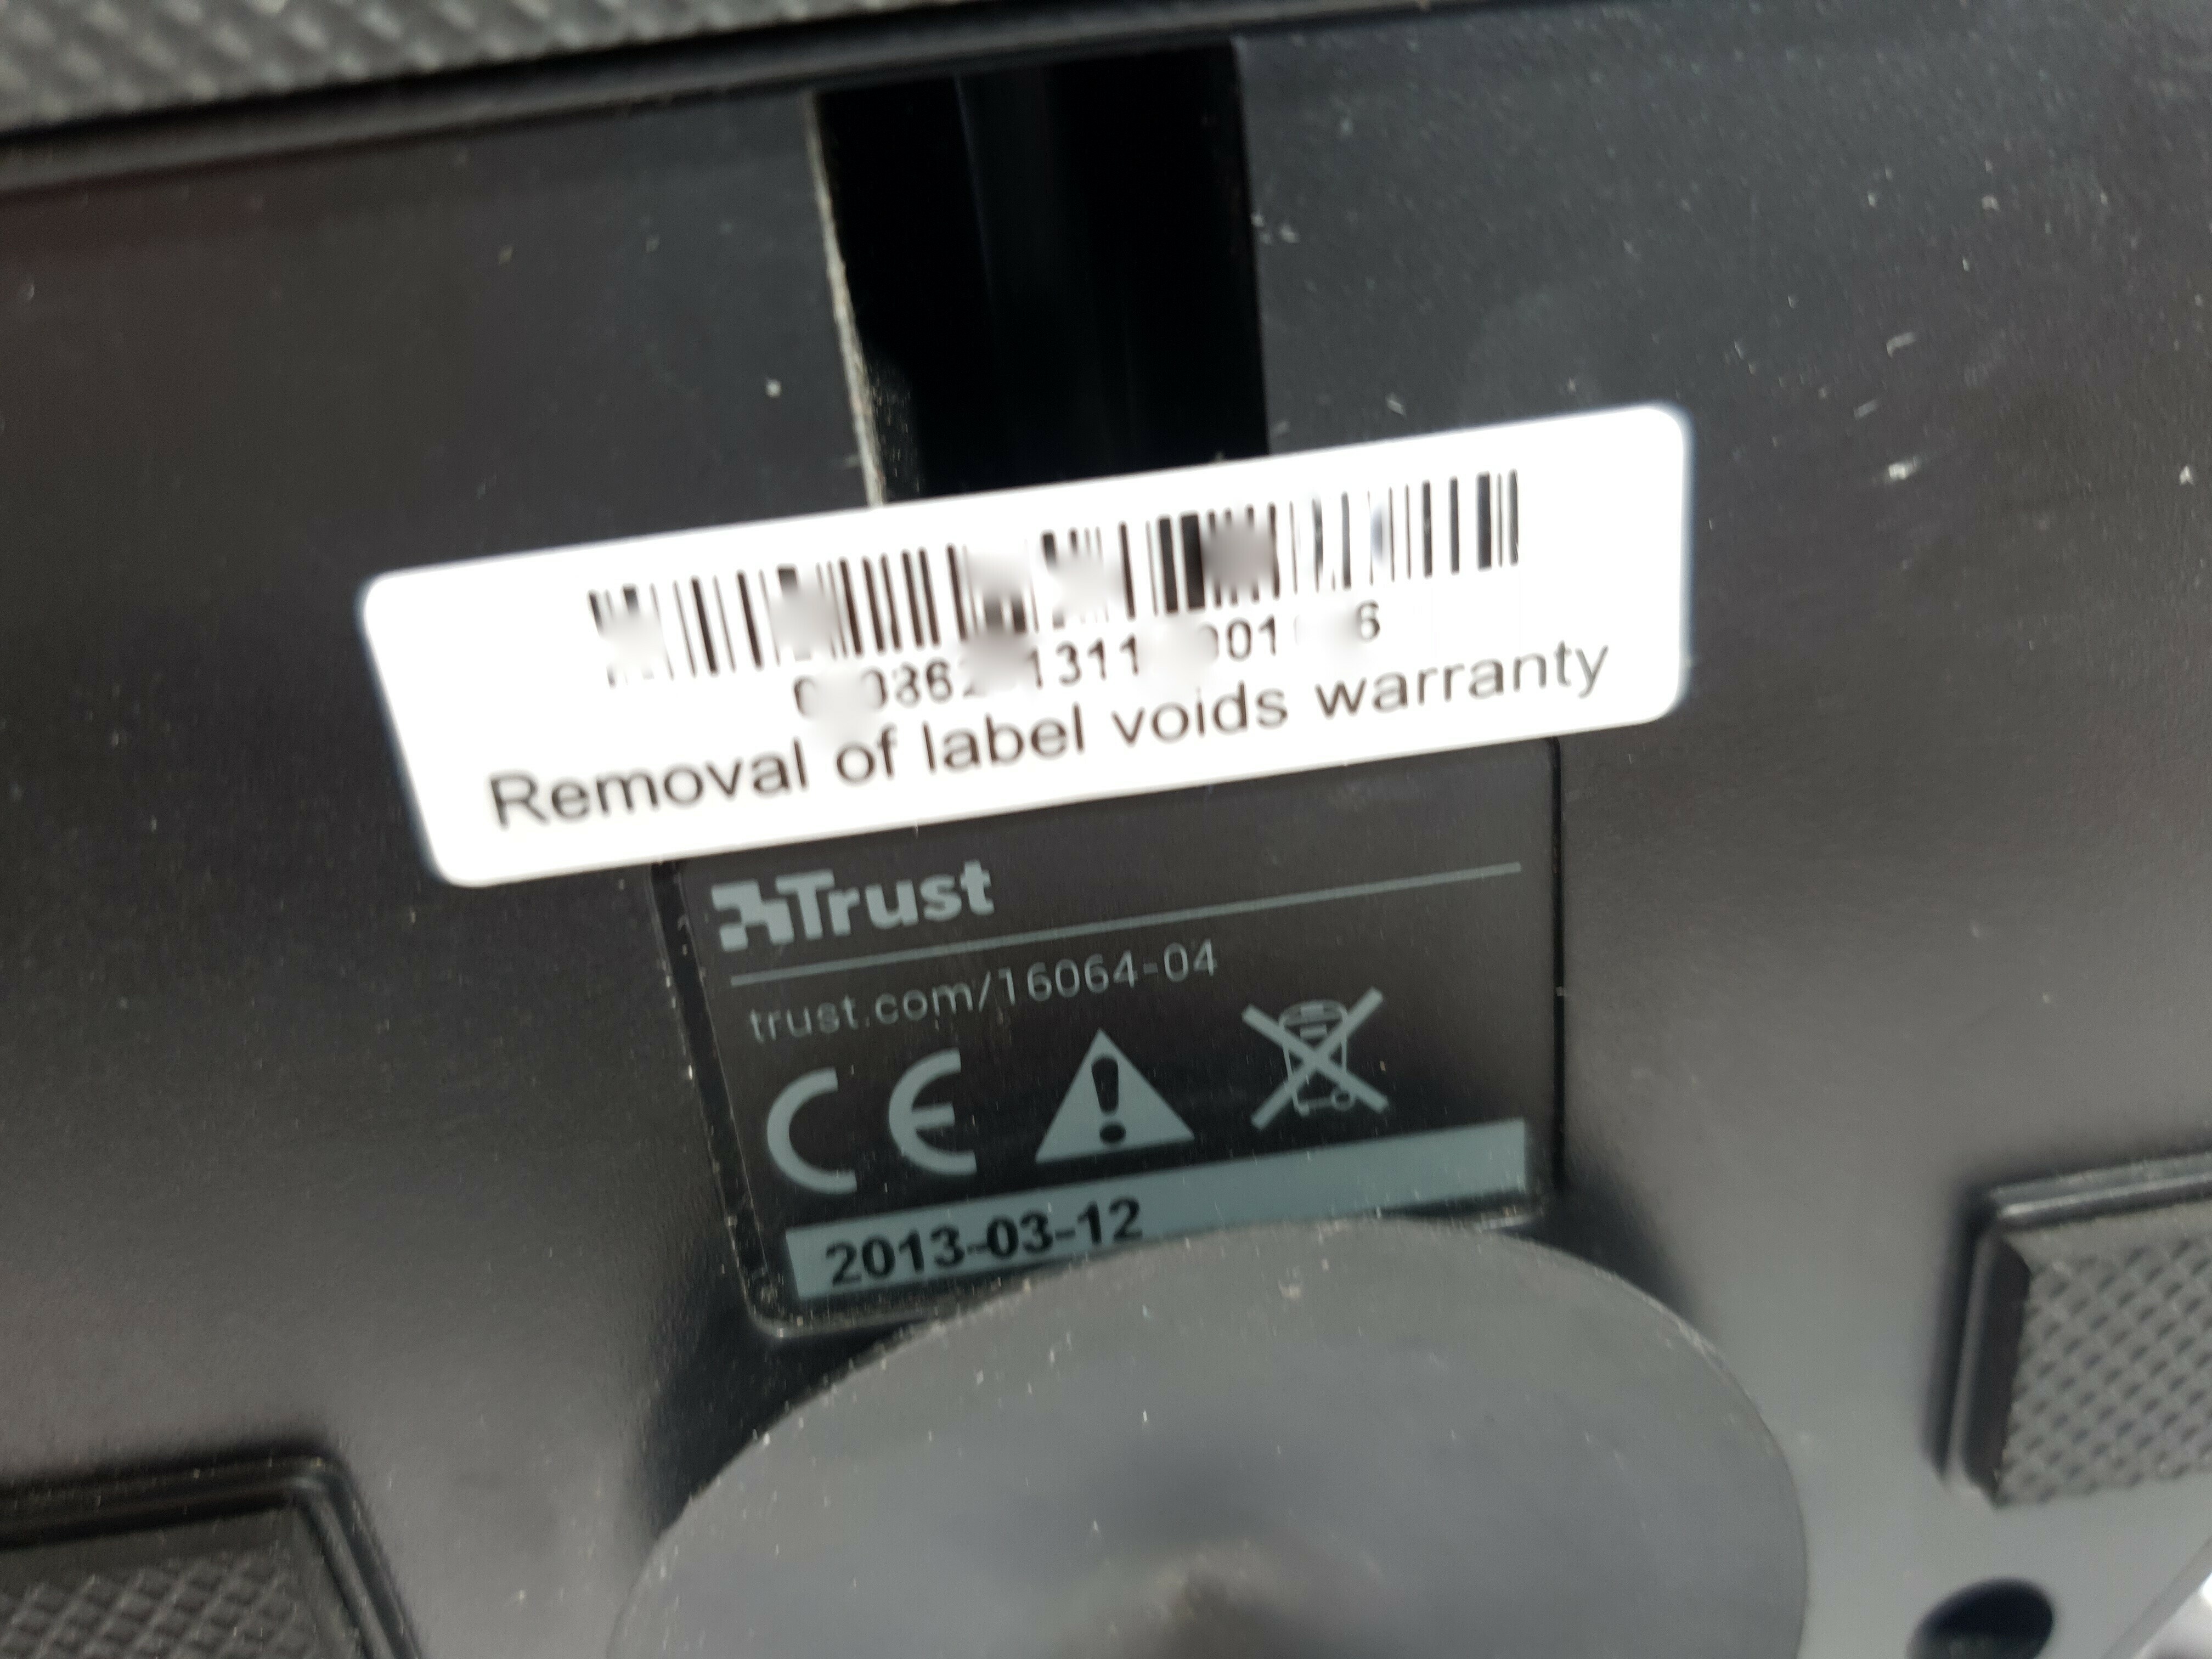 Removal of label voids warranty
Trust
trust.com/16064-04
CE
2013-03-12